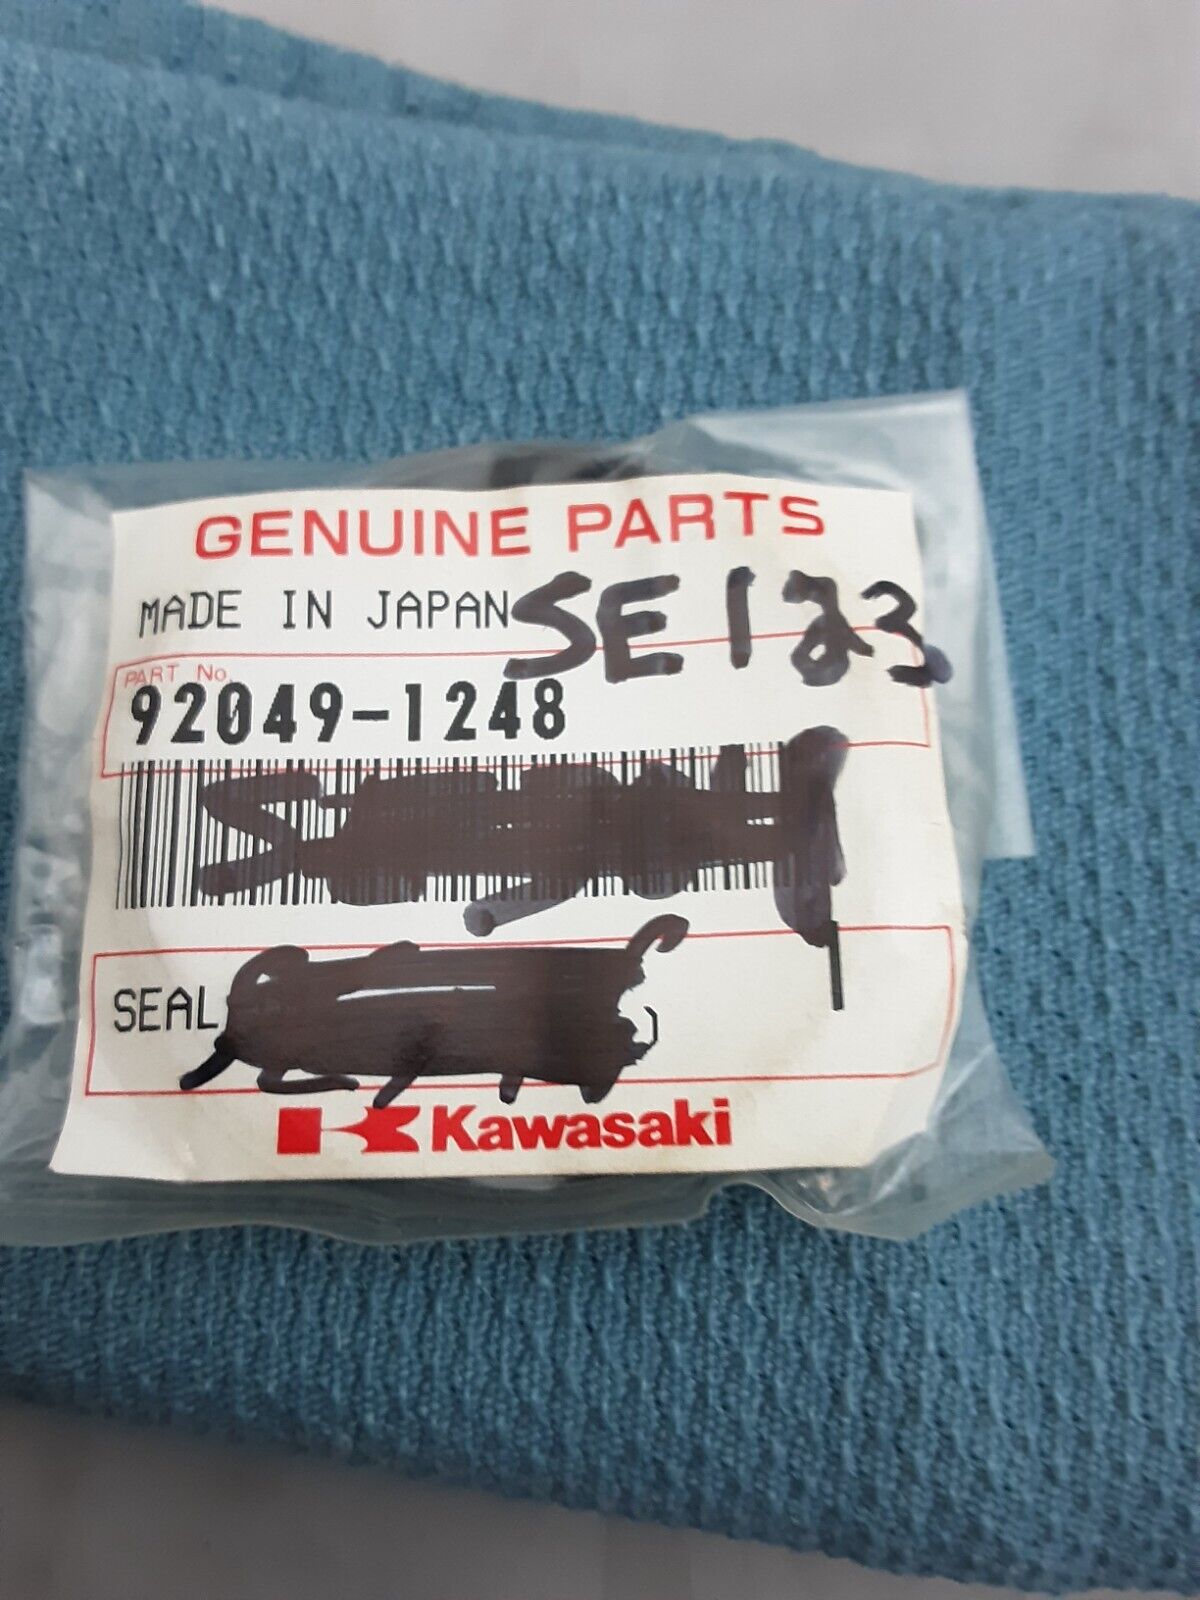 GENUINE PARTS
MADE IN JAPAN SE123
PART No.
92049-1248
SEAL
Kawasaki